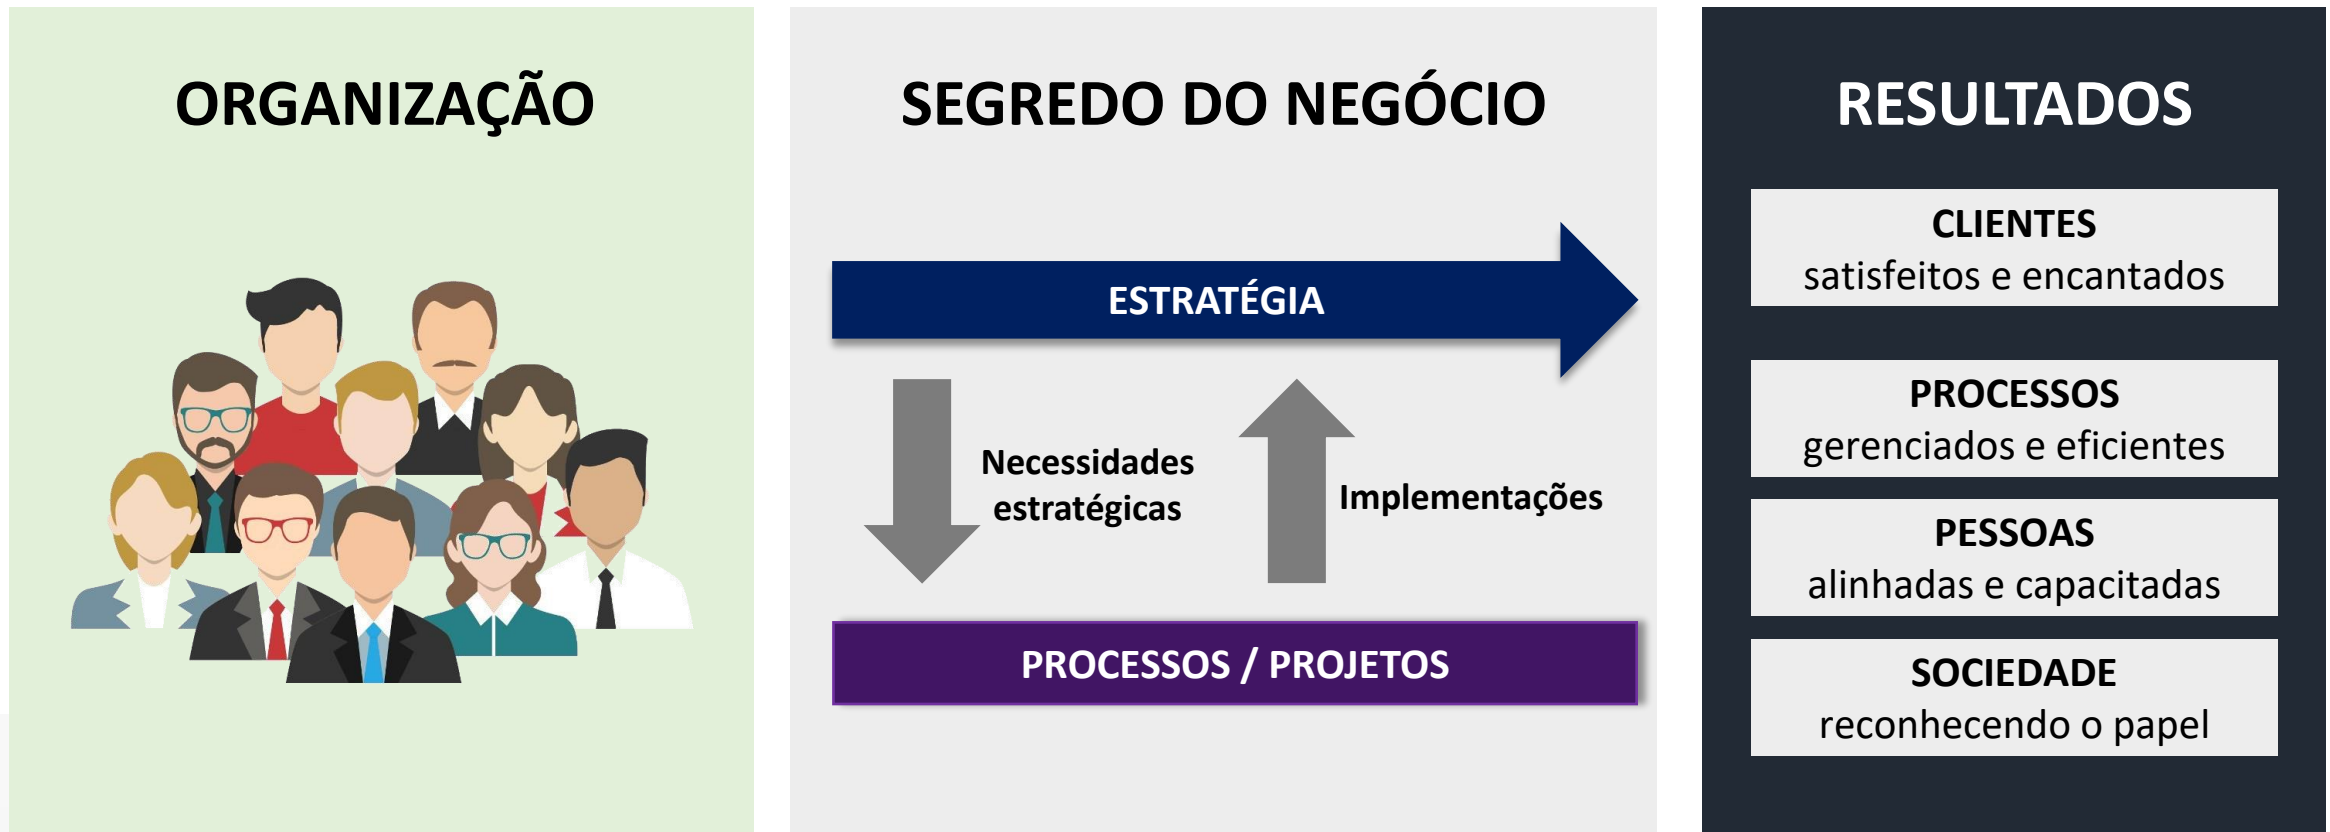 ORGANIZAÇÃO
SEGREDO DO NEGÓCIO
ESTRATÉGIA
Necessidades
estratégicas
Implementações
PROCESSOS / PROJETOS
RESULTADOS
CLIENTES
satisfeitos e encantados
PROCESSOS
gerenciados e eficientes
PESSOAS
alinhadas e capacitadas
SOCIEDADE
reconhecendo o papel